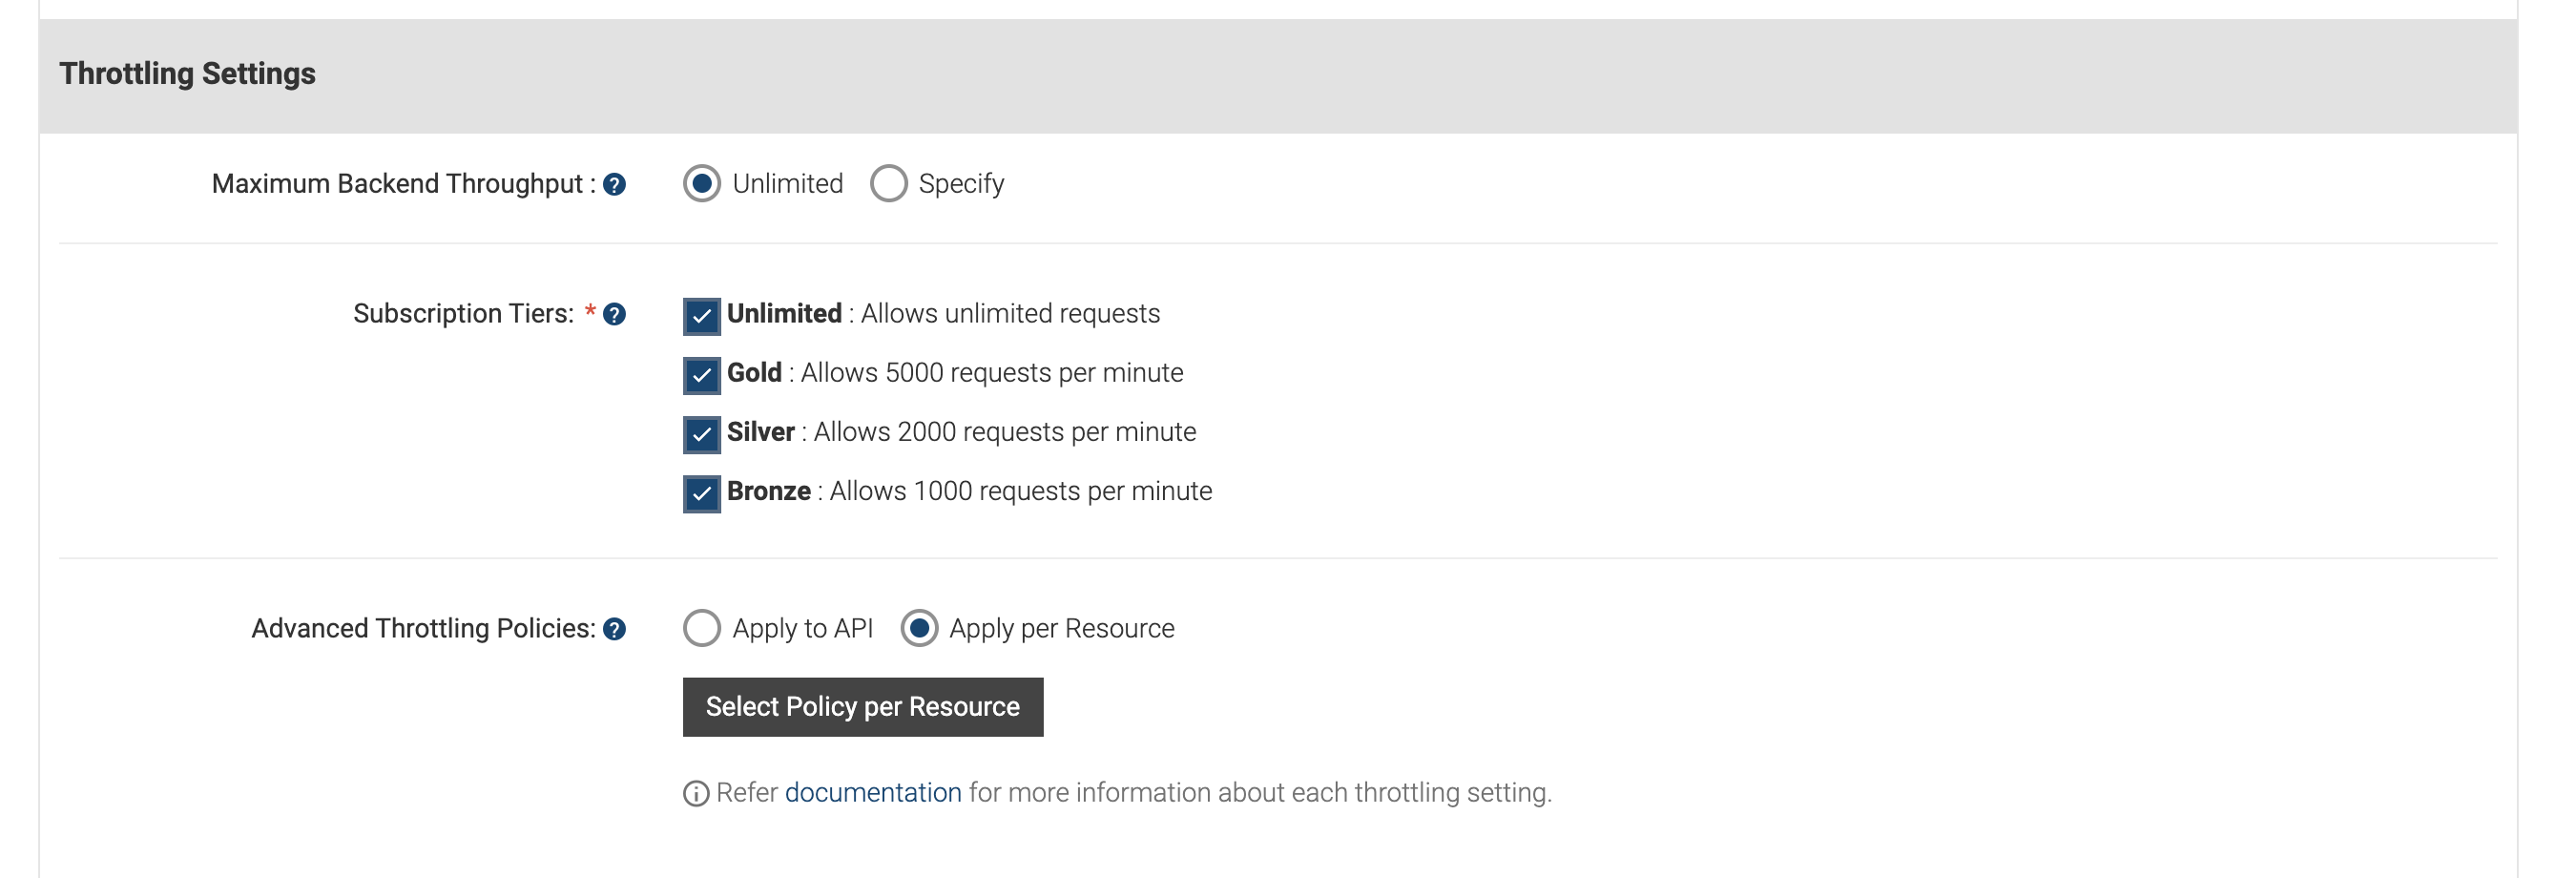 Throttling Settings
Maximum Backend Throughput : ? Unlimited Specify
Subscription Tiers: * ? Unlimited : Allows unlimited requests
Gold : Allows 5000 requests per minute
Silver : Allows 2000 requests per minute
Bronze : Allows 1000 requests per minute
Advanced Throttling Policies: ? Apply to API Apply per Resource
Select Policy per Resource
Refer documentation for more information about each throttling setting.